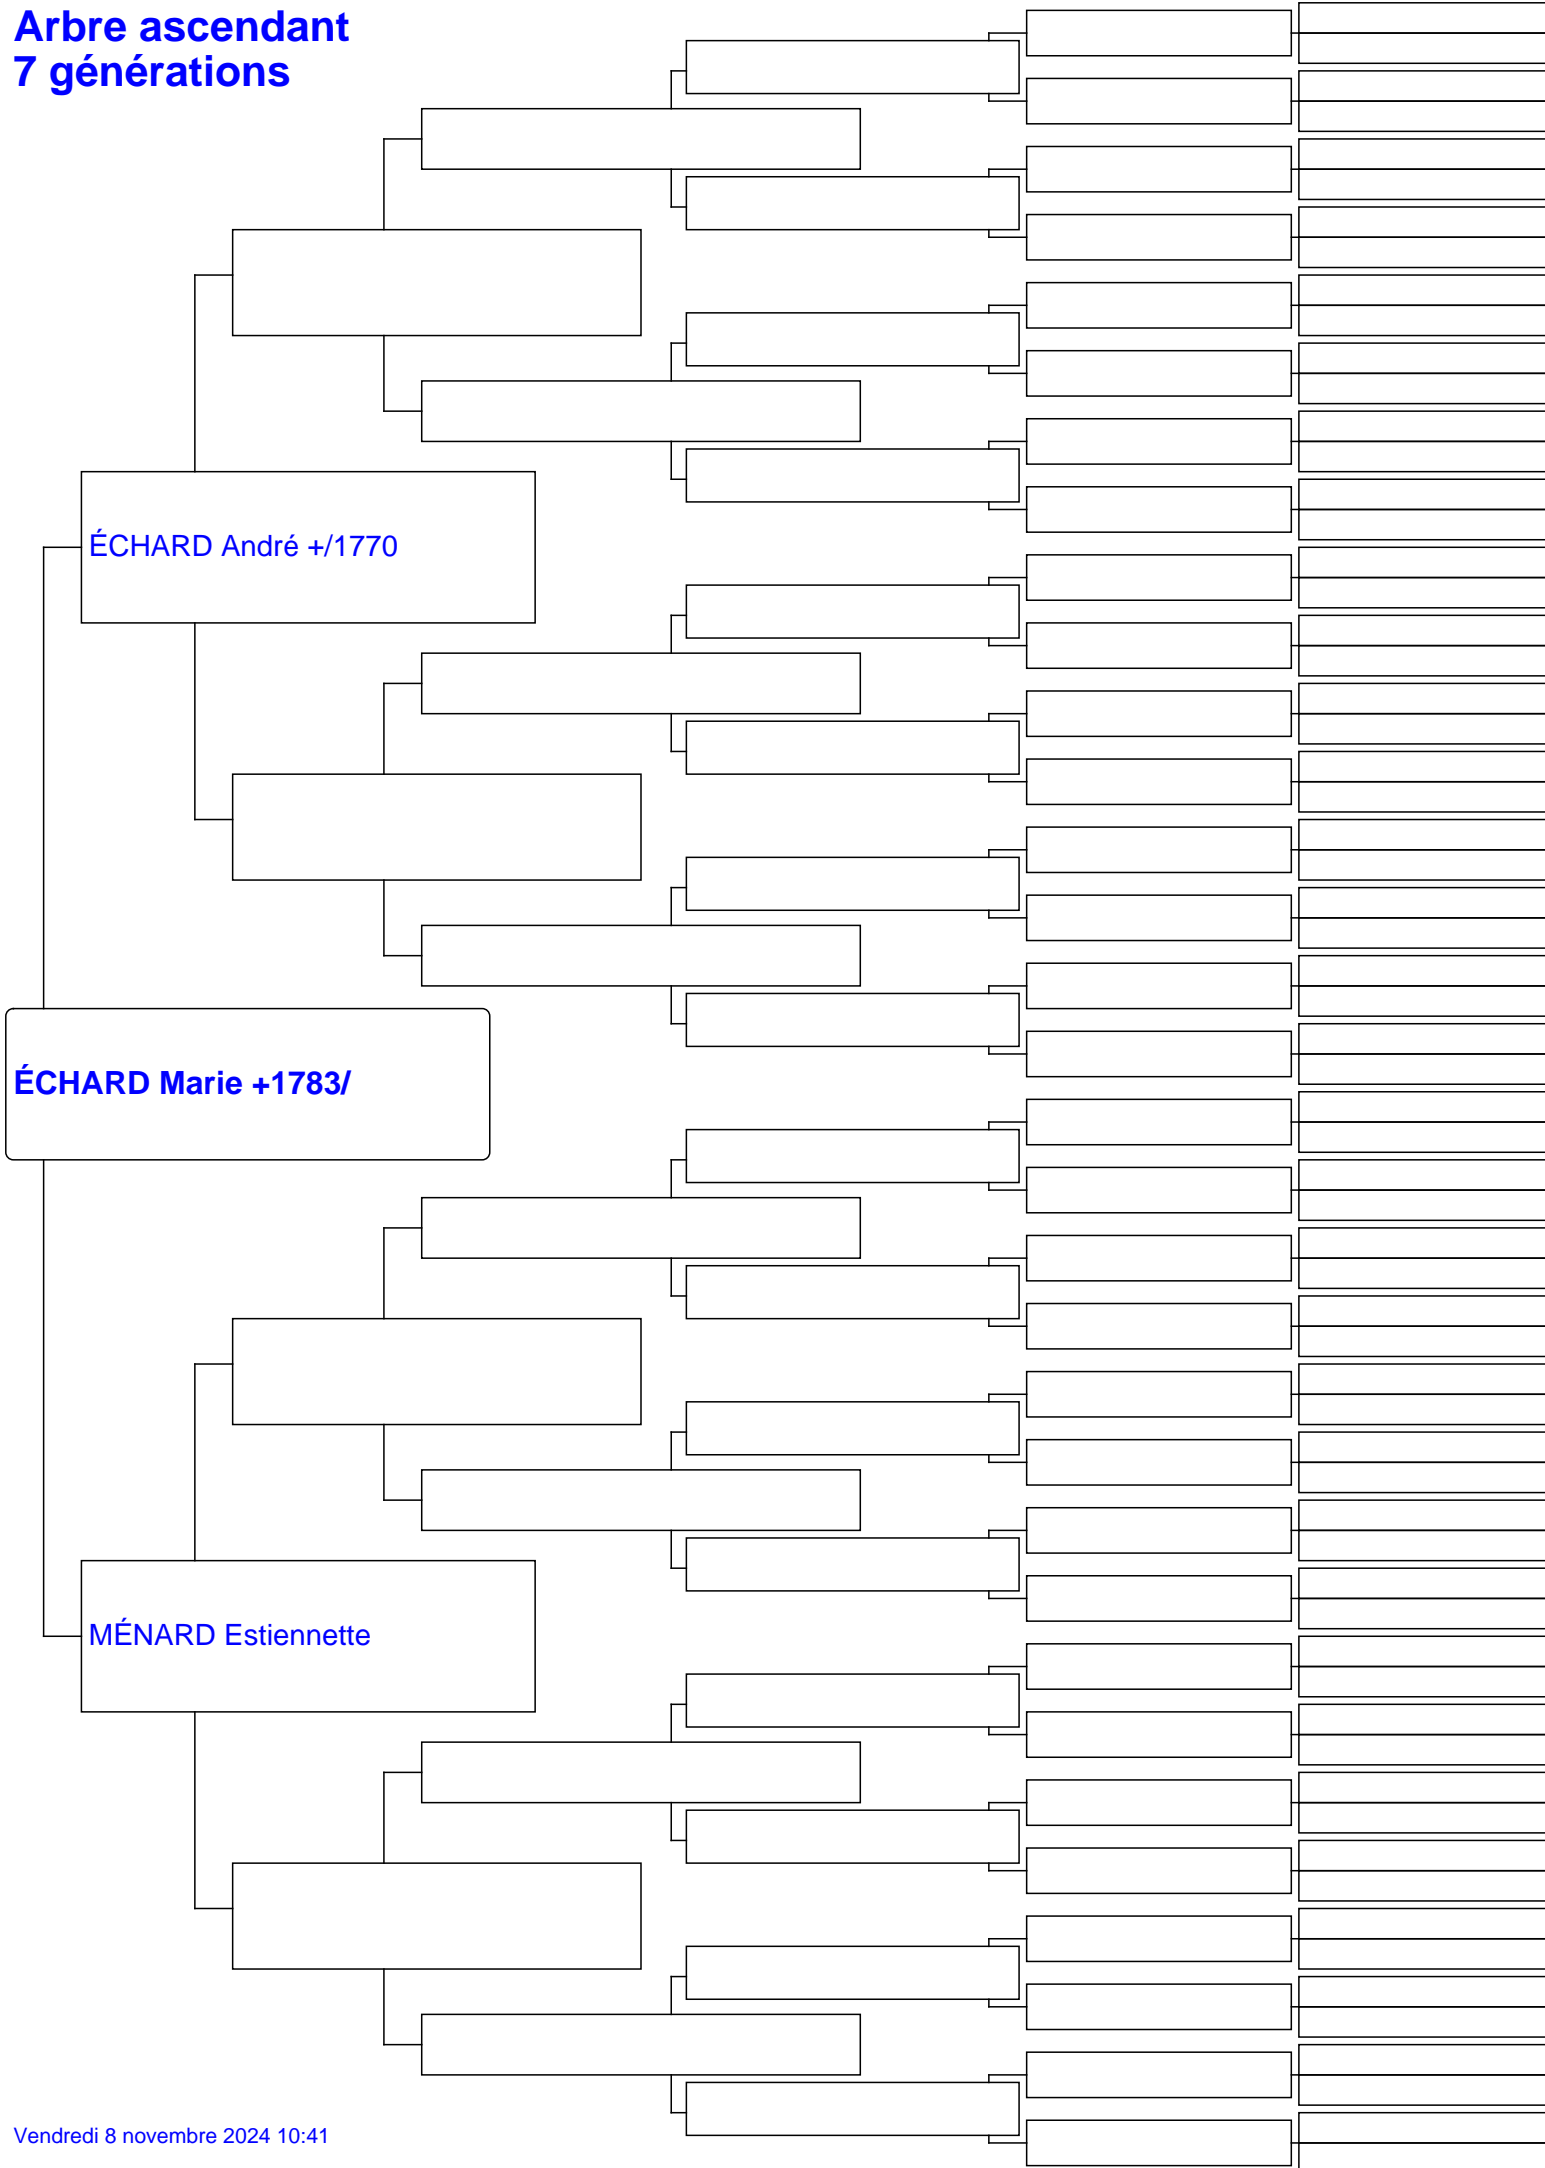 Arbre ascendant
7 générations
ÉCHARD André +/1770
ÉCHARD Marie +1783/
MÉNARD Estiennette
Vendredi 8 novembre 2024 10:41